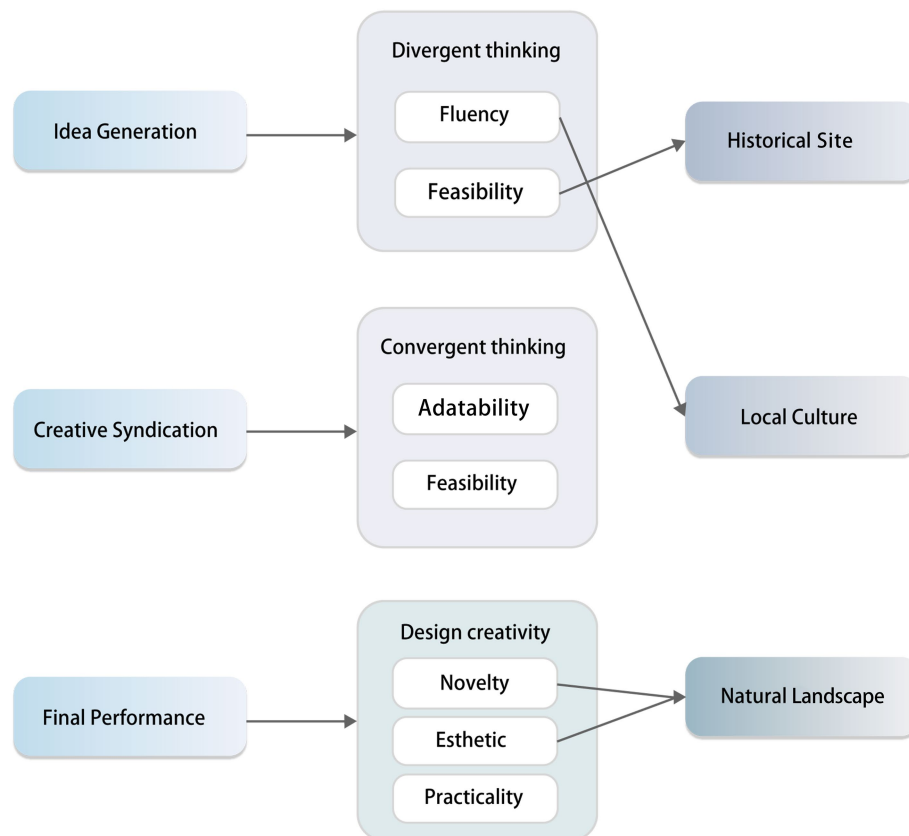 Divergent thinking
Idea Generation
Fluency
Feasibility
Historical Site
Convergent thinking
Creative Syndication
Adatability
Feasibility
Local Culture
Design creativity
Final Performance
Novelty
Esthetic
Practicality
Natural Landscape